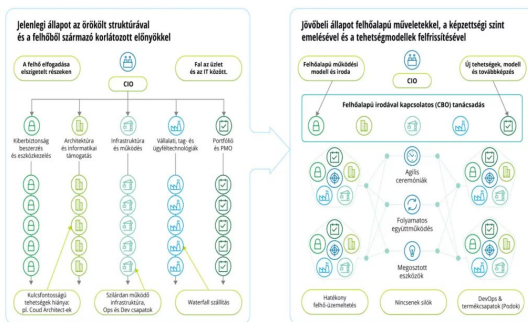 Jelenlegi állapot az örökölt struktúrával
és a felhőből származó korlátozott előnyökkel
A felhő elfogadása
elszigetelt részeken
CIO
Fal az üzlet
és az IT között.
Kiberbiztonság
beszerzés
és eszközkezelés
Architektúra
és informatikai
támogatás
Infrastruktúra
és működés
Vállalati, tag- és
ügyféltechnológiák
Portfólió
és PMO
Kulcsfontosságú
tehetségek hiánya:
pl. Coud Architect-ek
Szilárdan működő
infrastruktúra,
Ops és Dev csapatok
Waterfall szállítás
Jövőbeli állapot felhőalapú műveletekkel, a képzettségi szint
emelésével és a tehetségmodellek felfrissítésével
Felhőalapú működési
modell és iroda
CIO
Új tehetségek, modell
és továbbképzés
Felhőalapú irodával kapcsolatos (CBO) tanácsadás
Agilis
ceremóniák
Folyamatos
együttműködés
Megosztott
eszközök
Hatékony
felhő-üzemeltetés
Nincsenek silók
DevOps &
termékcsapatok (Podok)